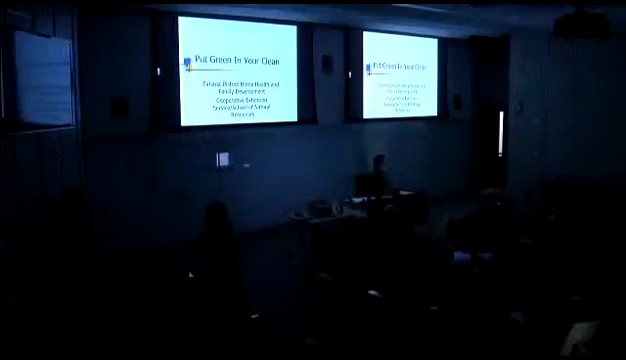 Put Green In Your Clean
Tanana District Home Health and
Family Development
Cooperative Extension
Service/School of Natural
Resources
Put Green In Your Clean